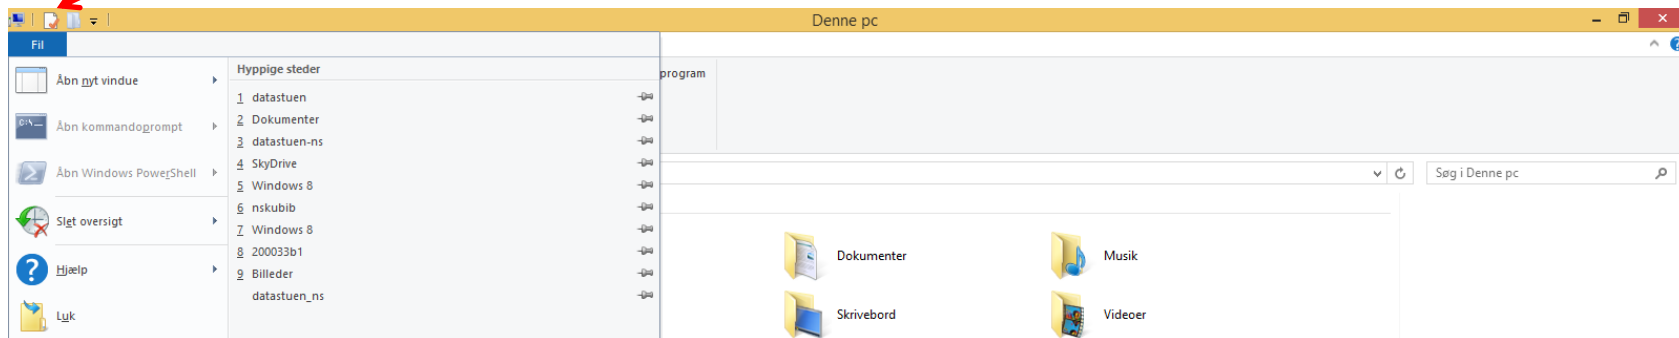 Denne pc
Fil
Åbn nyt vindue
Åbn kommandoprompt
Åbn Windows PowerShell
Slet oversigt
Hjælp
Luk
Hyppige steder
1 datastuen
2 Dokumenter
3 datastuen-ns
4 SkyDrive
5 Windows 8
6 nskubib
7 Windows 8
8 200033b1
9 Billeder
datastuen_ns
program
Søg i Denne pc
Dokumenter
Musik
Skrivebord
Videoer